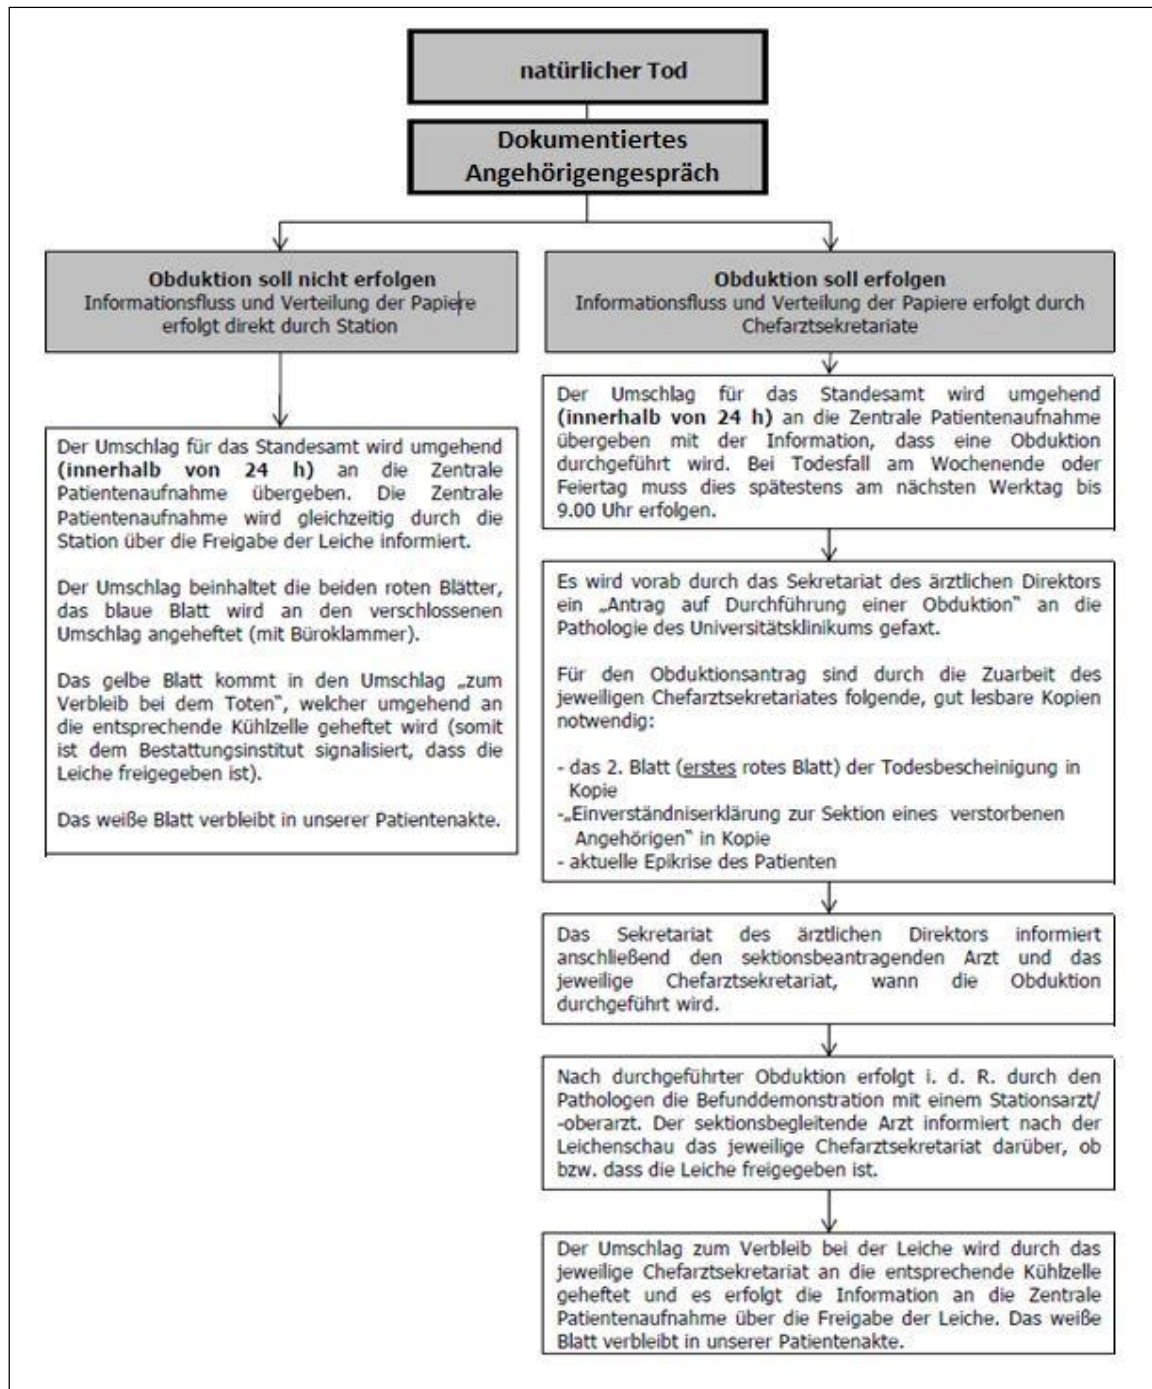 natürlicher Tod
Dokumentiertes
Angehörigengespräch
Obduktion soll nicht erfolgen
Informationsfluss und Verteilung der Papiere
erfolgt direkt durch Station
Der Umschlag für das Standesamt wird umgehend
(innerhalb von 24 h) an die Zentrale
Patientenaufnahme übergeben. Die Zentrale
Patientenaufnahme wird gleichzeitig durch die
Station über die Freigabe der Leiche informiert.
Der Umschlag beinhaltet die beiden roten Blätter,
das blaue Blatt wird an den verschlossenen
Umschlag angeheftet (mit Büroklammer).
Das gelbe Blatt kommt in den Umschlag „zum
Verbleib bei dem Toten“, welcher umgehend an
die entsprechende Kühlzelle geheftet wird (somit
ist dem Bestattungsinstitut signalisiert, dass die
Leiche freigegeben ist).
Das weiße Blatt verbleibt in unserer Patientenakte.
Obduktion soll erfolgen
Informationsfluss und Verteilung der Papiere erfolgt durch
Chefarztsekretariate
Der Umschlag für das Standesamt wird umgehend
(innerhalb von 24 h) an die Zentrale Patientenaufnahme
übergeben mit der Information, dass eine Obduktion
durchgeführt wird. Bei Todesfall am Wochenende oder
Feiertag muss dies spätestens am nächsten Werktag bis
9.00 Uhr erfolgen.
Es wird vorab durch das Sekretariat des ärztlichen Direktors
ein „Antrag auf Durchführung einer Obduktion“ an die
Pathologie des Universitätsklinikums gefaxt.
Für den Obduktionsantrag sind durch die Zuarbeit des
jeweiligen Chefarztsekretariates folgende, gut lesbare Kopien
notwendig:
- das 2. Blatt (erstes rotes Blatt) der Todesbescheinigung in
Kopie
-„Einverständniserklärung zur Sektion eines verstorbenen
Angehörigen“ in Kopie
- aktuelle Epikrise des Patienten
Das Sekretariat des ärztlichen Direktors informiert
anschließend den sektionsbeantragenden Arzt und das
jeweilige Chefarztsekretariat, wann die Obduktion
durchgeführt wird.
Nach durchgeführter Obduktion erfolgt i. d. R. durch den
Pathologen die Befunddemonstration mit einem Stationsarzt/
-oberarzt. Der sektionsbegleitende Arzt informiert nach der
Leichenschau das jeweilige Chefarztsekretariat darüber, ob
bzw. dass die Leiche freigegeben ist.
Der Umschlag zum Verbleib bei der Leiche wird durch das
jeweilige Chefarztsekretariat an die entsprechende Kühlzelle
geheftet und es erfolgt die Information an die Zentrale
Patientenaufnahme über die Freigabe der Leiche. Das weiße
Blatt verbleibt in unserer Patientenakte.